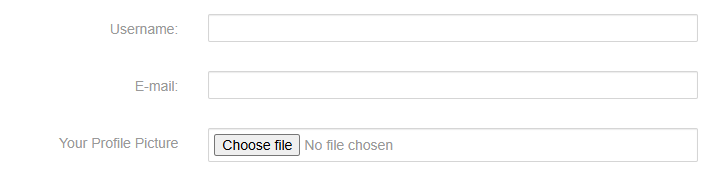 Username:
E-mail:
Your Profile Picture Choose file No file chosen